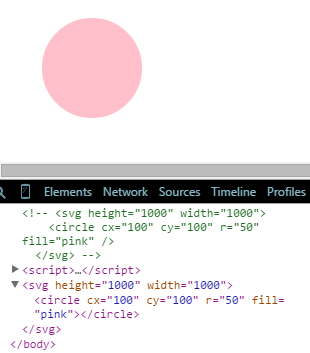 Elements Network Sources Timeline Profiles
<!-- <svg height="1000" width="1000">
<circle cx="100" cy="100" r="50"
fill="pink" />
</svg> -->
<script>…</script>
<svg height="1000" width="1000">
<circle cx="100" cy="100" r="50" fill=
"pink"></circle>
</svg>
</body>